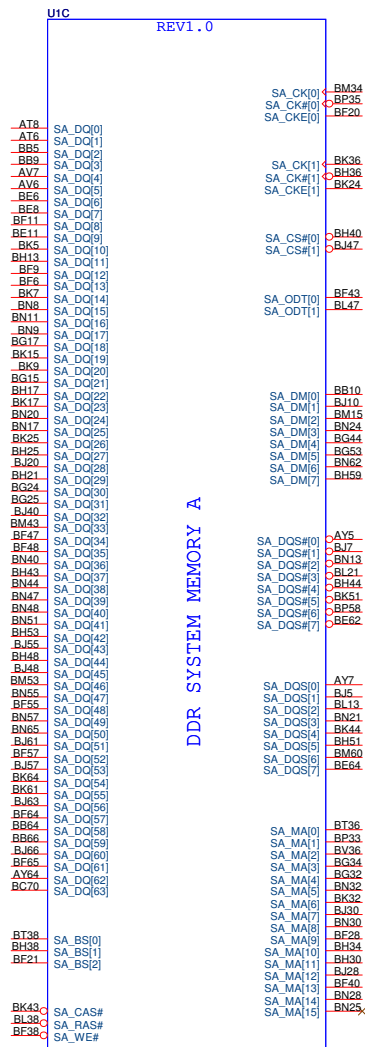 U1C
REV1.0
AT8 SA_DQ[0]
AT6 SA_DQ[1]
BB5 SA_DQ[2]
BB9 SA_DQ[3]
AV7 SA_DQ[4]
AV6 SA_DQ[5]
BE6 SA_DQ[6]
BE8 SA_DQ[7]
BF11 SA_DQ[8]
BE11 SA_DQ[9]
BK5 SA_DQ[10]
BH13 SA_DQ[11]
BF9 SA_DQ[12]
BF6 SA_DQ[13]
BK7 SA_DQ[14]
BN8 SA_DQ[15]
BN11 SA_DQ[16]
BN9 SA_DQ[17]
BG17 SA_DQ[18]
BK15 SA_DQ[19]
BK9 SA_DQ[20]
BG15 SA_DQ[21]
BH17 SA_DQ[22]
BK17 SA_DQ[23]
BN20 SA_DQ[24]
BN17 SA_DQ[25]
BK25 SA_DQ[26]
BH25 SA_DQ[27]
BJ20 SA_DQ[28]
BH21 SA_DQ[29]
BG24 SA_DQ[30]
BG25 SA_DQ[31]
BJ40 SA_DQ[32]
BM43 SA_DQ[33]
BF47 SA_DQ[34]
BF48 SA_DQ[35]
BN40 SA_DQ[36]
BH43 SA_DQ[37]
BN44 SA_DQ[38]
BN47 SA_DQ[39]
BN48 SA_DQ[40]
BN51 SA_DQ[41]
BH53 SA_DQ[42]
BJ55 SA_DQ[43]
BH48 SA_DQ[44]
BJ48 SA_DQ[45]
BM53 SA_DQ[46]
BN55 SA_DQ[47]
BF55 SA_DQ[48]
BN57 SA_DQ[49]
BN65 SA_DQ[50]
BJ61 SA_DQ[51]
BF57 SA_DQ[52]
BJ57 SA_DQ[53]
BK64 SA_DQ[54]
BK61 SA_DQ[55]
BJ63 SA_DQ[56]
BF64 SA_DQ[57]
BB64 SA_DQ[58]
BB66 SA_DQ[59]
BJ66 SA_DQ[60]
BF65 SA_DQ[61]
AY64 SA_DQ[62]
BC70 SA_DQ[63]
BT38 SA_BS[0]
BH38 SA_BS[1]
BF21 SA_BS[2]
BK43 SA_CAS#
BL38 SA_RAS#
BF38 SA_WE#
DDR SYSTEM MEMORY A
SA_CK[0] BM34
SA_CK#[0] BP35
SA_CKE[0] BF20
SA_CK[1] BK36
SA_CK#[1] BH36
SA_CKE[1] BK24
SA_CS#[0] BH40
SA_CS#[1] BJ47
SA_ODT[0] BF43
SA_ODT[1] BL47
SA_DM[0] BB10
SA_DM[1] BJ10
SA_DM[2] BM15
SA_DM[3] BN24
SA_DM[4] BG44
SA_DM[5] BG53
SA_DM[6] BN62
SA_DM[7] BH59
SA_DQS#[0] AY5
SA_DQS#[1] BJ7
SA_DQS#[2] BN13
SA_DQS#[3] BL21
SA_DQS#[4] BH44
SA_DQS#[5] BK51
SA_DQS#[6] BP58
SA_DQS#[7] BE62
SA_DQS[0] AY7
SA_DQS[1] BJ5
SA_DQS[2] BL13
SA_DQS[3] BN21
SA_DQS[4] BK44
SA_DQS[5] BH51
SA_DQS[6] BM60
SA_DQS[7] BE64
SA_MA[0] BT36
SA_MA[1] BP33
SA_MA[2] BV36
SA_MA[3] BG34
SA_MA[4] BG32
SA_MA[5] BN32
SA_MA[6] BK32
SA_MA[7] BJ30
SA_MA[8] BN30
SA_MA[9] BF28
SA_MA[10] BH34
SA_MA[11] BH30
SA_MA[12] BJ28
SA_MA[13] BF40
SA_MA[14] BN28
SA_MA[15] BN25